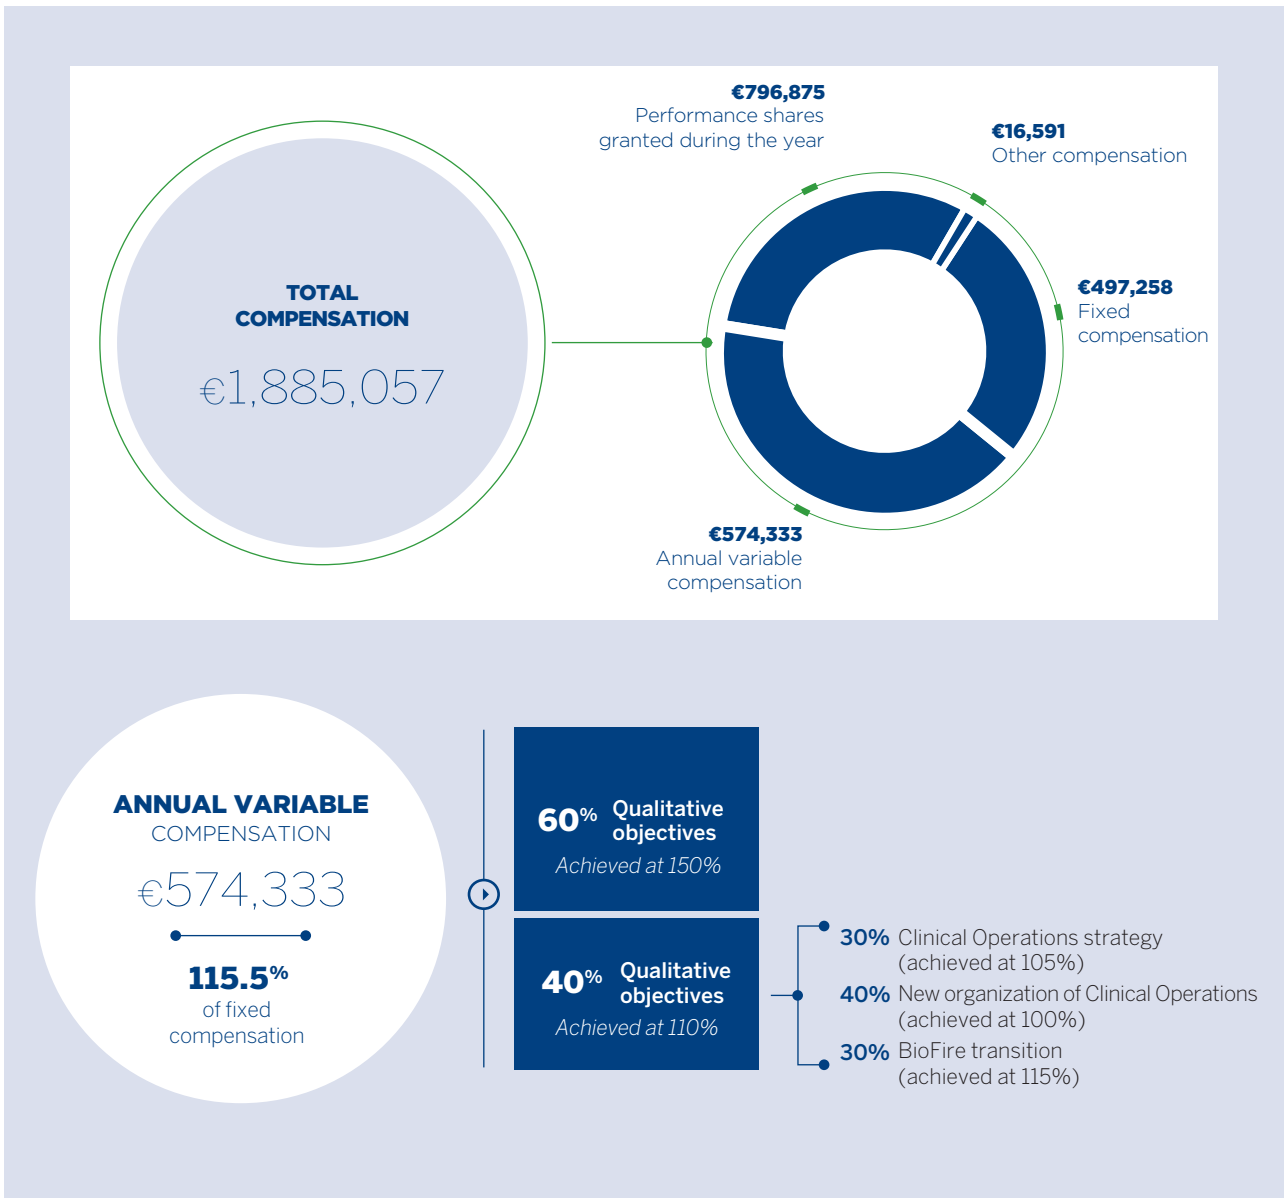 €796,875
Performance shares
granted during the year
€16,591
Other compensation
TOTAL
COMPENSATION
€1,885,057
€497,258
Fixed
compensation
€574,333
Annual variable
compensation
ANNUAL VARIABLE
COMPENSATION
€574,333
115.5%
of fixed
compensation
60% Qualitative
objectives
Achieved at 150%
40% Qualitative
objectives
Achieved at 110%
30% Clinical Operations strategy
(achieved at 105%)
40% New organization of Clinical Operations
(achieved at 100%)
30% BioFire transition
(achieved at 115%)